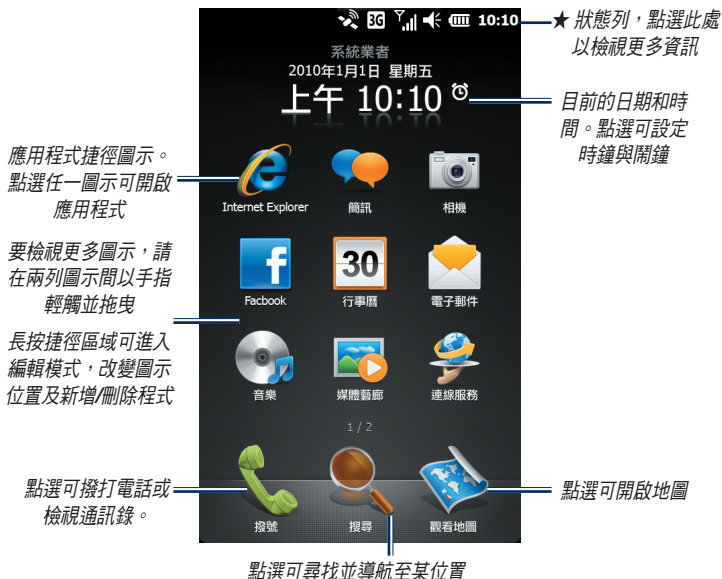 3G
10:10
★ 狀態列，點選此處
以檢視更多資訊
系統業者
2010年1月1日 星期五
上午 10:10
目前的日期和時
間。點選可設定
時鐘與鬧鐘
應用程式捷徑圖示。
點選任一圖示可開啟
應用程式
Internet Explorer
簡訊
相機
要檢視更多圖示，請
在兩列圖示間以手指
輕觸並拖曳
f
30
Facbook
行事曆
電子郵件
長按捷徑區域可進入
編輯模式，改變圖示
位置及新增/刪除程式
音樂
媒體藝廊
連線服務
1 / 2
點選可撥打電話或
檢視通訊錄。
點選可開啟地圖
撥號
搜尋
觀看地圖
點選可尋找並導航至某位置